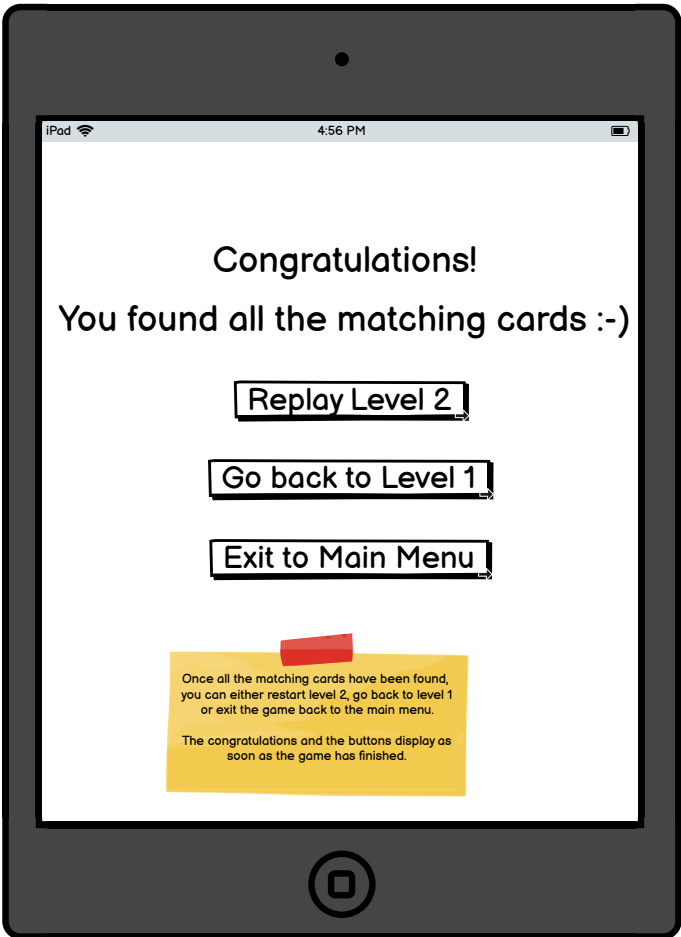 iPad 4:56 PM
Congratulations!
You found all the matching cards :-)
Replay Level 2
Go back to Level 1
Exit to Main Menu
Once all the matching cards have been found,
you can either restart level 2, go back to level 1
or exit the game back to the main menu.
The congratulations and the buttons display as
soon as the game has finished.